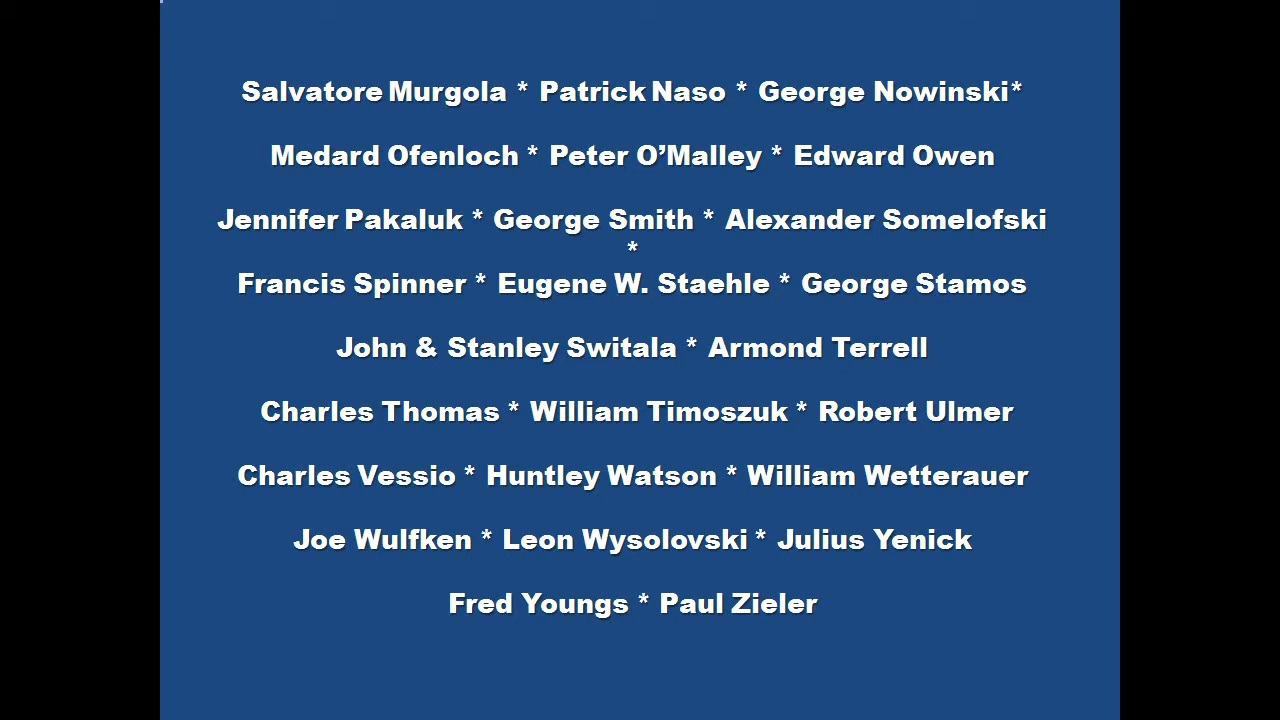 Salvatore Murgola * Patrick Naso * George Nowinski*
Medard Ofenloch * Peter O’Malley * Edward Owen
Jennifer Pakaluk * George Smith * Alexander Somelofski
*
Francis Spinner * Eugene W. Staehle * George Stamos
John & Stanley Switala * Armond Terrell
Charles Thomas * William Timoszuk * Robert Ulmer
Charles Vessio * Huntley Watson * William Wetterauer
Joe Wulfken * Leon Wysolovski * Julius Yenick
Fred Youngs * Paul Zieler